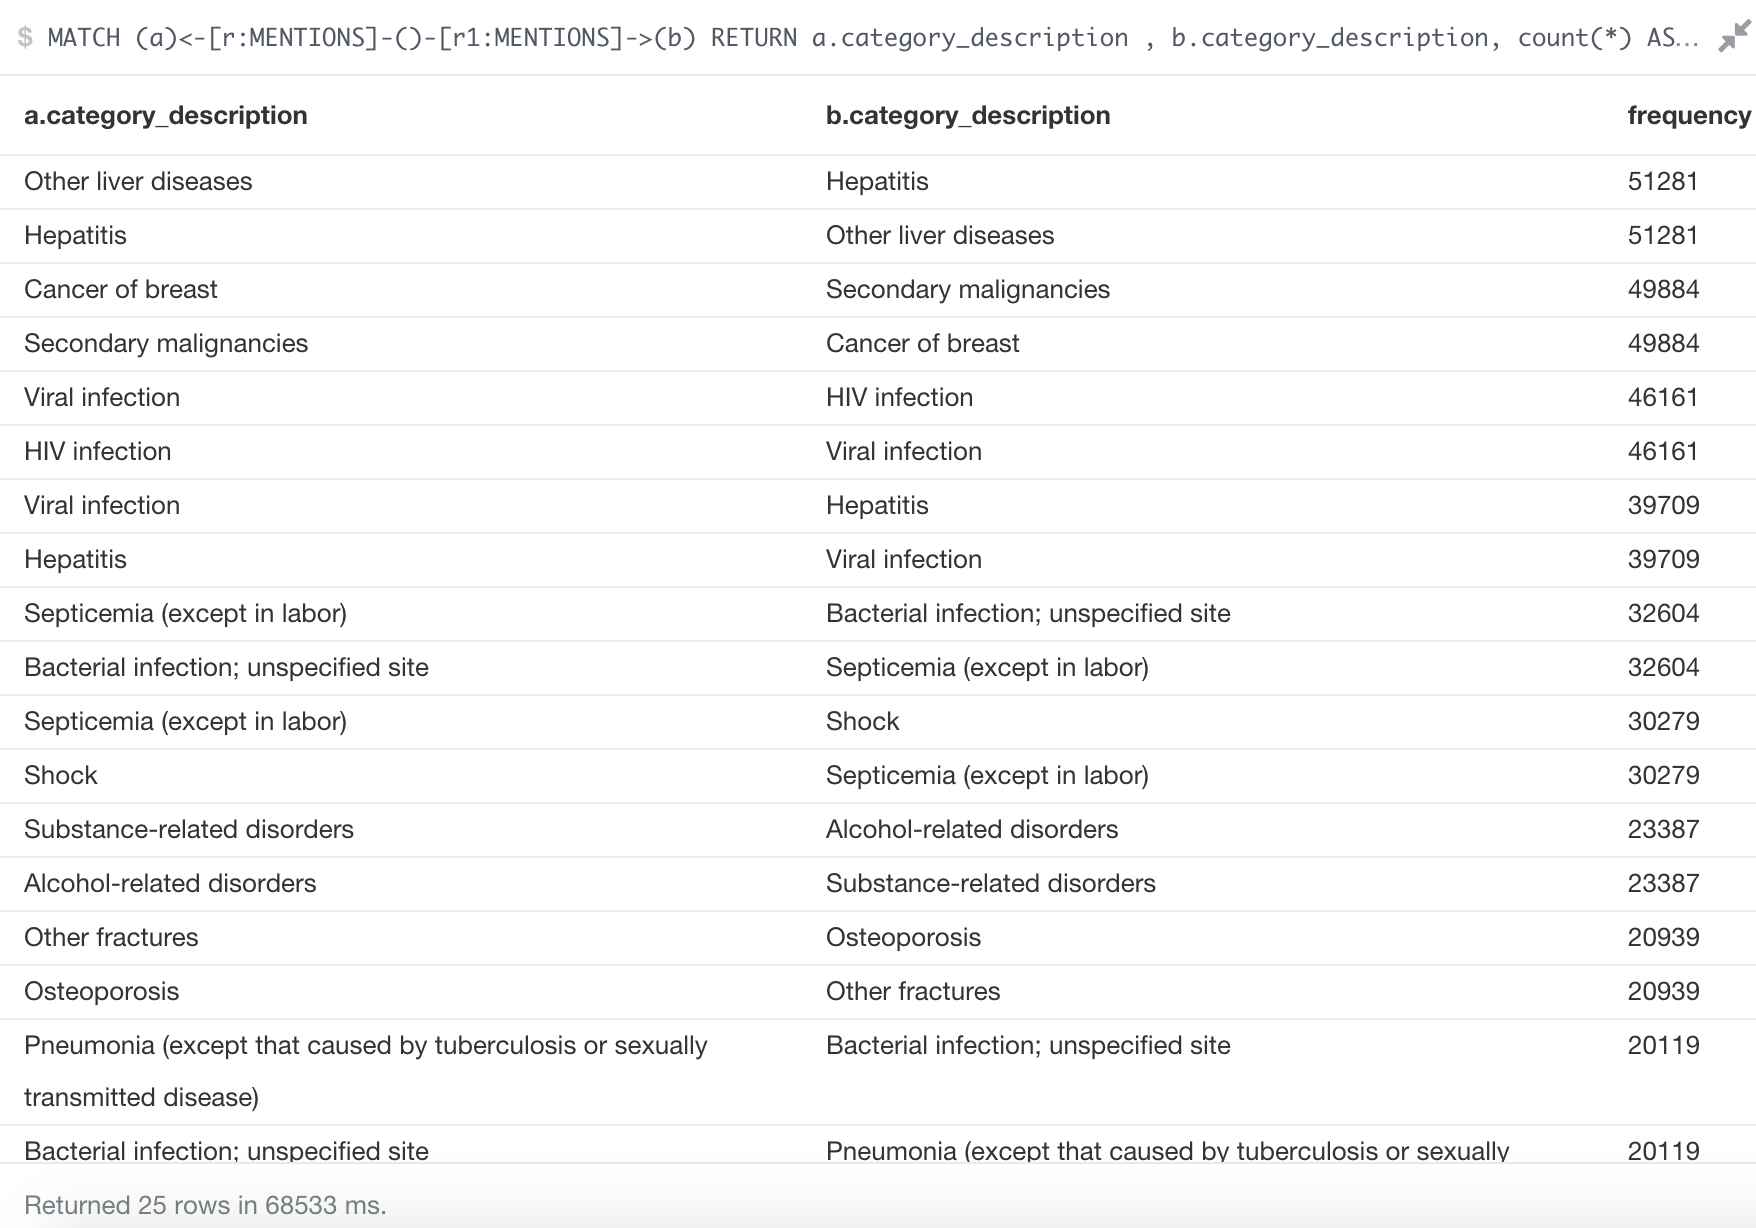 $ MATCH (a)<-[r:MENTIONS]-()-[r1:MENTIONS]->(b) RETURN a.category_description , b.category_description, count(*) AS...
a.category_description b.category_description frequency
Other liver diseases Hepatitis 51281
Hepatitis Other liver diseases 51281
Cancer of breast Secondary malignancies 49884
Secondary malignancies Cancer of breast 49884
Viral infection HIV infection 46161
HIV infection Viral infection 46161
Viral infection Hepatitis 39709
Hepatitis Viral infection 39709
Septicemia (except in labor) Bacterial infection; unspecified site 32604
Bacterial infection; unspecified site Septicemia (except in labor) 32604
Septicemia (except in labor) Shock 30279
Shock Septicemia (except in labor) 30279
Substance-related disorders Alcohol-related disorders 23387
Alcohol-related disorders Substance-related disorders 23387
Other fractures Osteoporosis 20939
Osteoporosis Other fractures 20939
Pneumonia (except that caused by tuberculosis or sexually Bacterial infection; unspecified site 20119
transmitted disease)
Bacterial infection; unspecified site Pneumonia (except that caused by tuberculosis or sexually 20119
Returned 25 rows in 68533 ms.